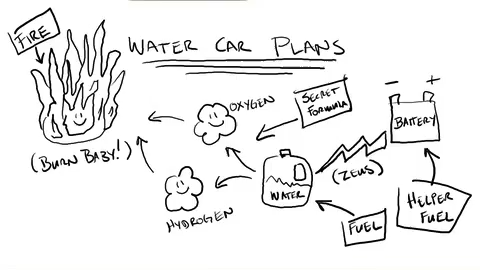 FIRE
WATER CAR PLANS
OXYGEN
SECRET
FORMULA
- +
BATTERY
(BURN BABY!)
HYDROGEN
WATER
(ZEUS)
FUEL
HELPER
FUEL